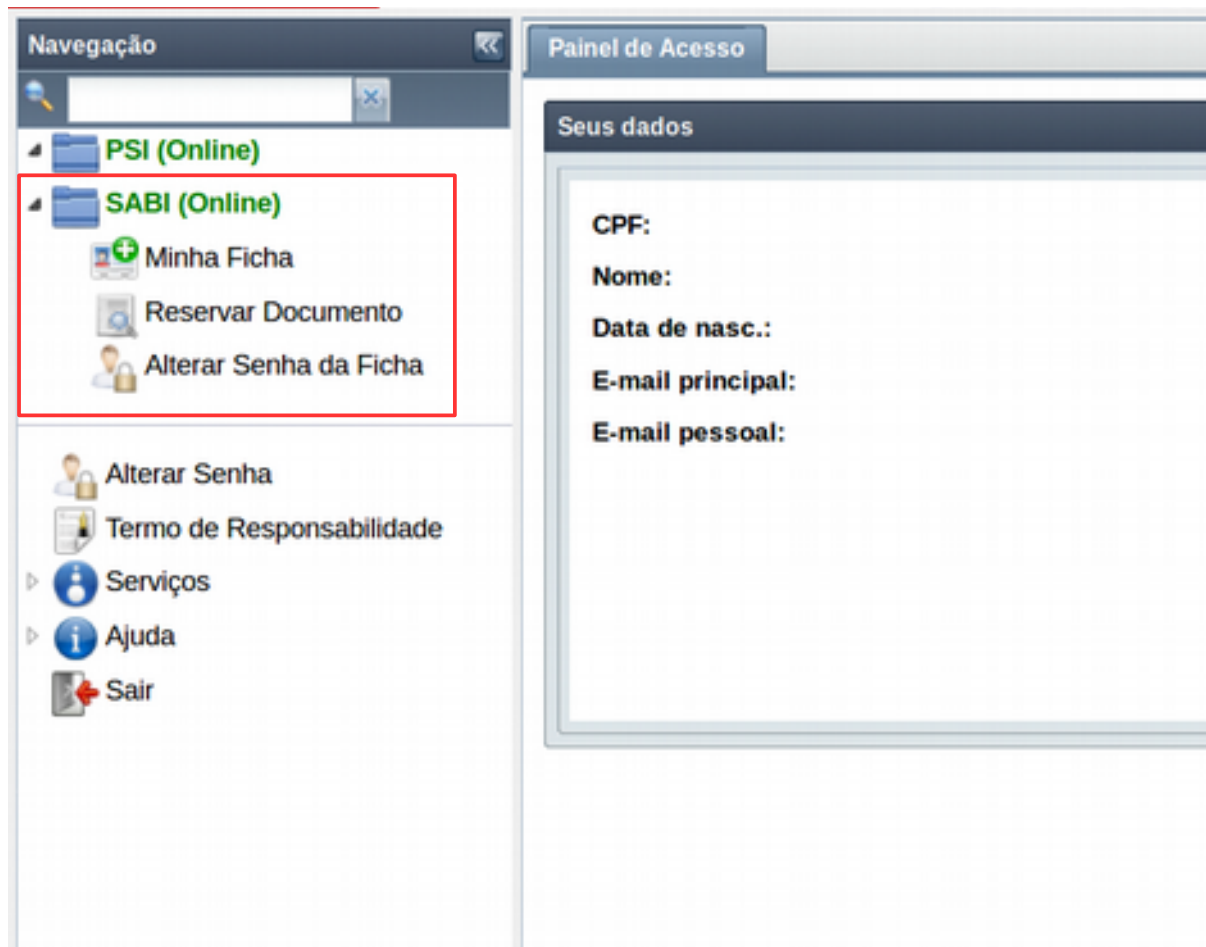 Navegação
PSI (Online)
SABI (Online)
Minha Ficha
Reservar Documento
Alterar Senha da Ficha
Alterar Senha
Termo de Responsabilidade
Serviços
Ajuda
Sair
Painel de Acesso
Seus dados
CPF:
Nome:
Data de nasc.:
E-mail principal:
E-mail pessoal: